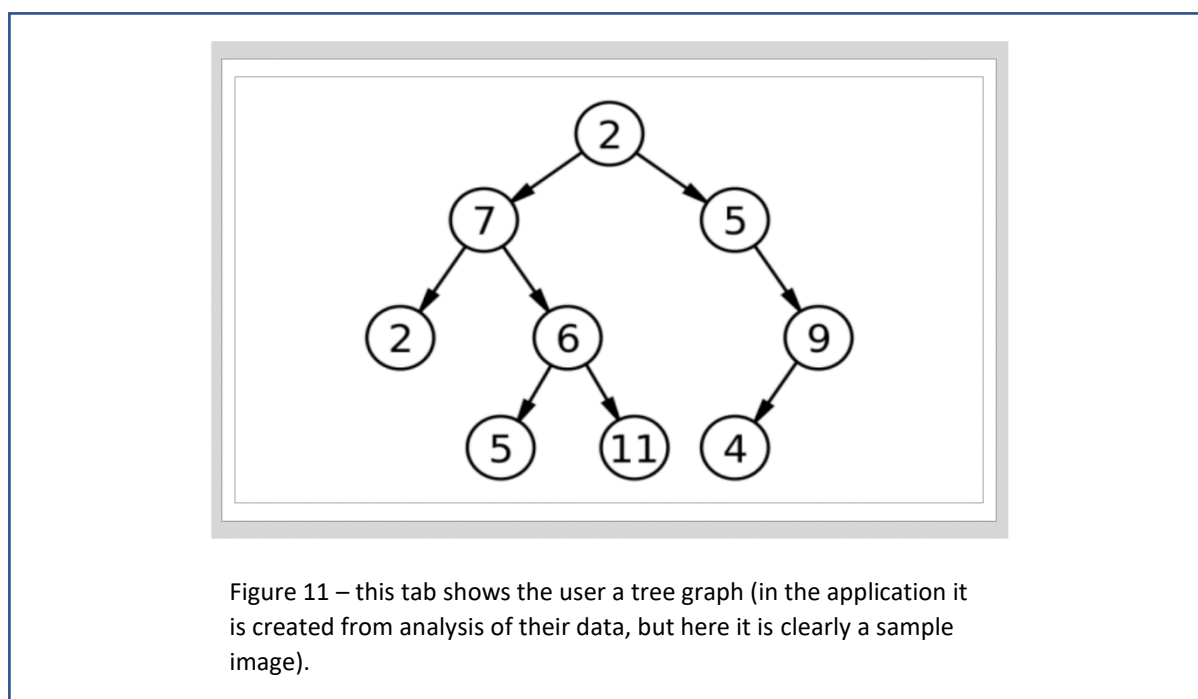 2
7 5
2 6 9
5 11 4
Figure 11 – this tab shows the user a tree graph (in the application it
is created from analysis of their data, but here it is clearly a sample
image).